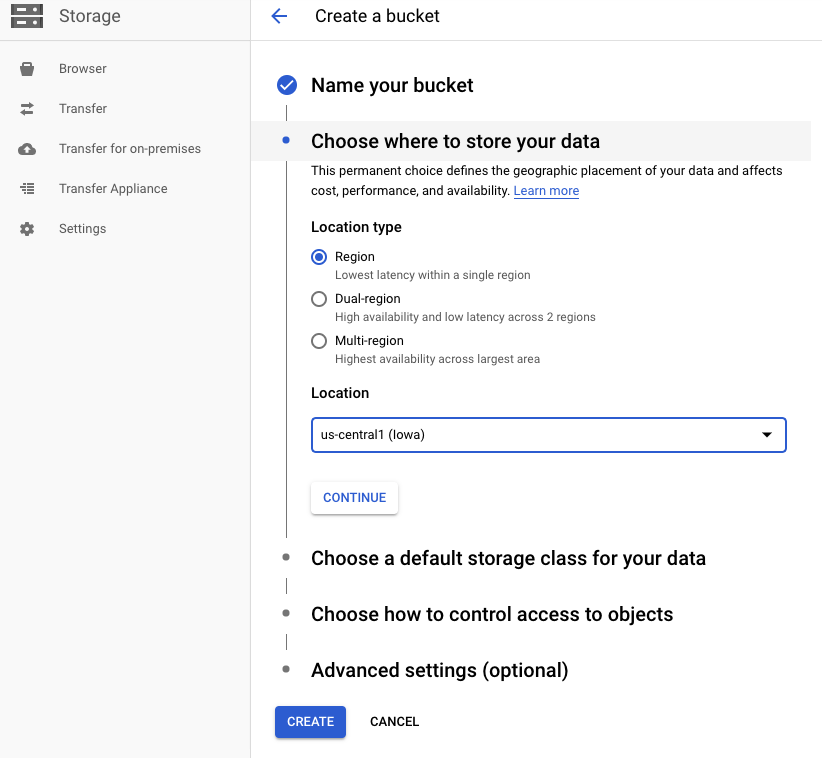 Storage
Browser
Transfer
Transfer for on-premises
Transfer Appliance
Settings
Create a bucket
Name your bucket
Choose where to store your data
This permanent choice defines the geographic placement of your data and affects
cost, performance, and availability. Learn more
Location type
Region
Lowest latency within a single region
Dual-region
High availability and low latency across 2 regions
Multi-region
Highest availability across largest area
Location
us-central1 (Iowa)
CONTINUE
Choose a default storage class for your data
Choose how to control access to objects
Advanced settings (optional)
CREATE CANCEL